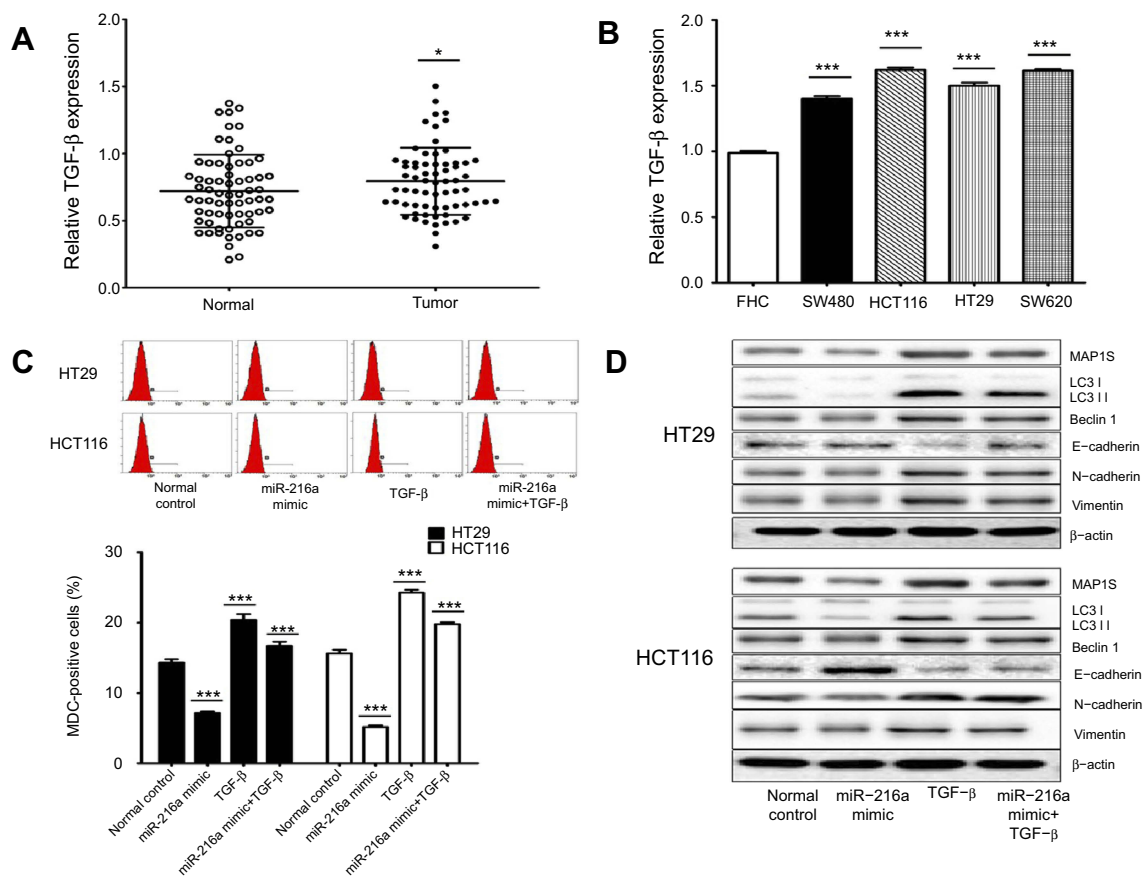 A
Relative TGF-β expression
2.0
1.5
1.0
0.5
0.0
*
Normal
Tumor
B
Relative TGF-β expression
2.0
1.5
1.0
0.5
0.0
***
***
***
***
FHC
SW480
HCT116
HT29
SW620
C
HT29
HCT116
Normal
control
miR-216a
mimic
TGF-β
miR-216a
mimic+TGF-β
HT29
HCT116
MDC-positive cells (%)
30
20
10
0
***
***
***
***
***
***
Normal control
miR-216a mimic
TGF-β
miR-216a mimic+TGF-β
Normal control
miR-216a mimic
TGF-β
miR-216a mimic+TGF-β
D
HT29
MAP1S
LC3 I
LC3 II
Beclin 1
E−cadherin
N−cadherin
Vimentin
β−actin
HCT116
MAP1S
LC3 I
LC3 II
Beclin 1
E−cadherin
N−cadherin
Vimentin
β−actin
Normal
control
miR−216a
mimic
TGF−β
miR−216a
mimic+
TGF−β